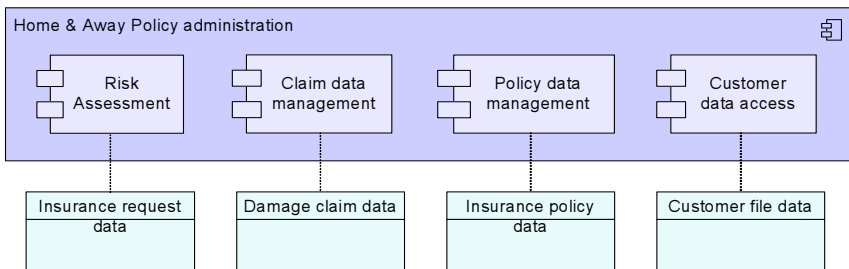 Home & Away Policy administration
Risk
Assessment
Claim data
management
Policy data
management
Customer
data access
Insurance request
data
Damage claim data
Insurance policy
data
Customer file data